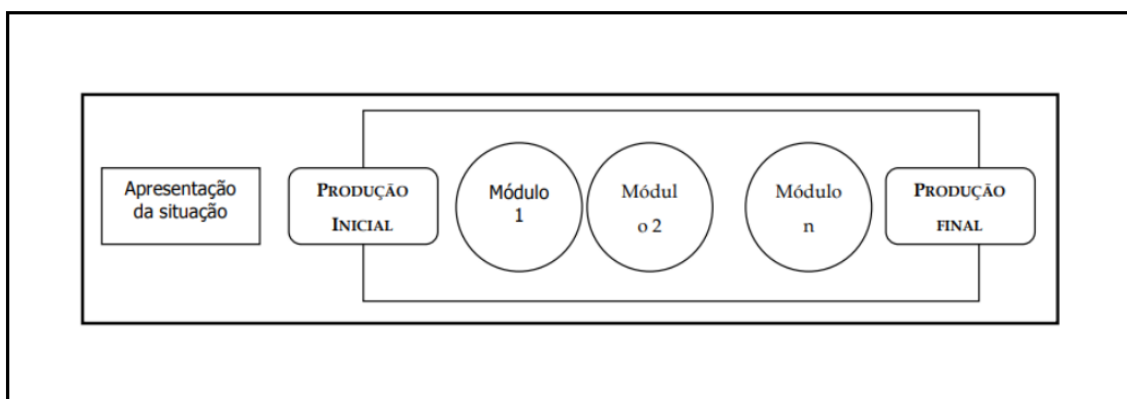 Apresentação
da situação
PRODUÇÃO
INICIAL
Módulo
1
Módul
o 2
Módulo
n
PRODUÇÃO
FINAL